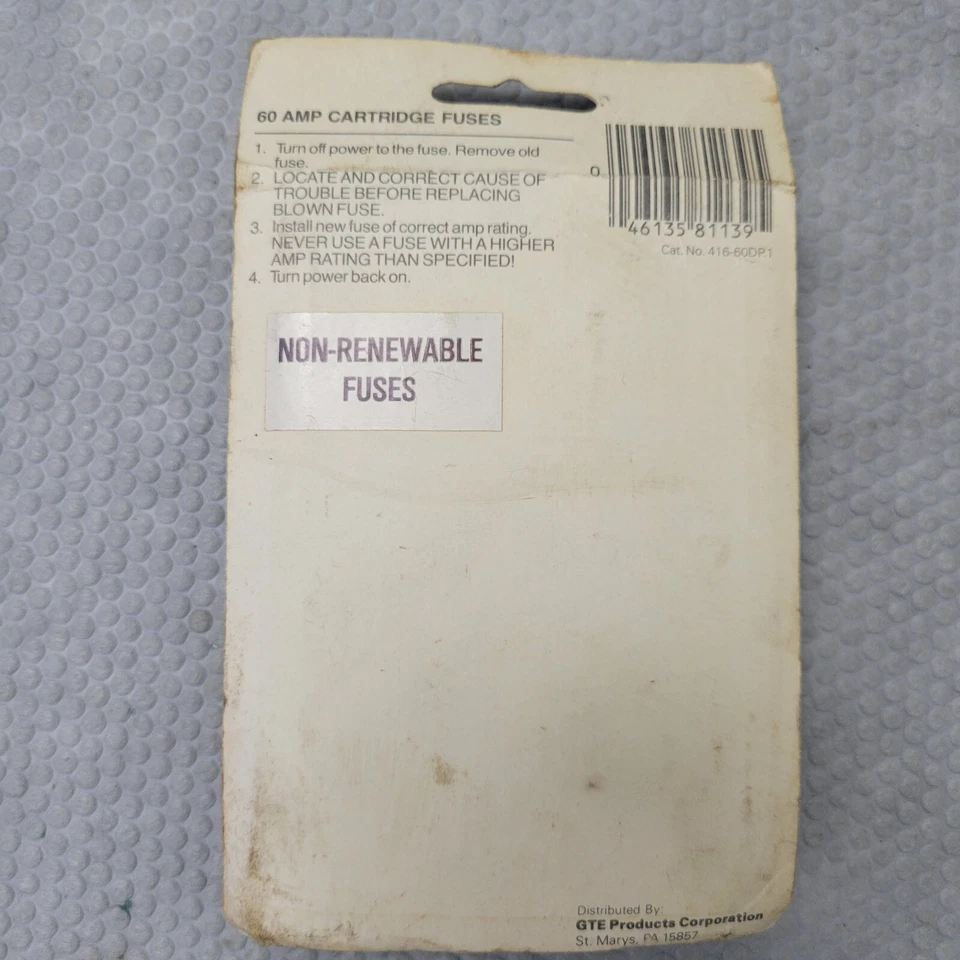 60 AMP CARTRIDGE FUSES
1. Turn off power to the fuse. Remove old
fuse.
2. LOCATE AND CORRECT CAUSE OF
TROUBLE BEFORE REPLACING
BLOWN FUSE.
3. Install new fuse of correct amp rating.
NEVER USE A FUSE WITH A HIGHER
AMP RATING THAN SPECIFIED!
4. Turn power back on.
0 46135 81139
Cat. No. 416-60DP.1
NON-RENEWABLE
FUSES
Distributed By:
GTE Products Corporation
St. Marys, PA 15857